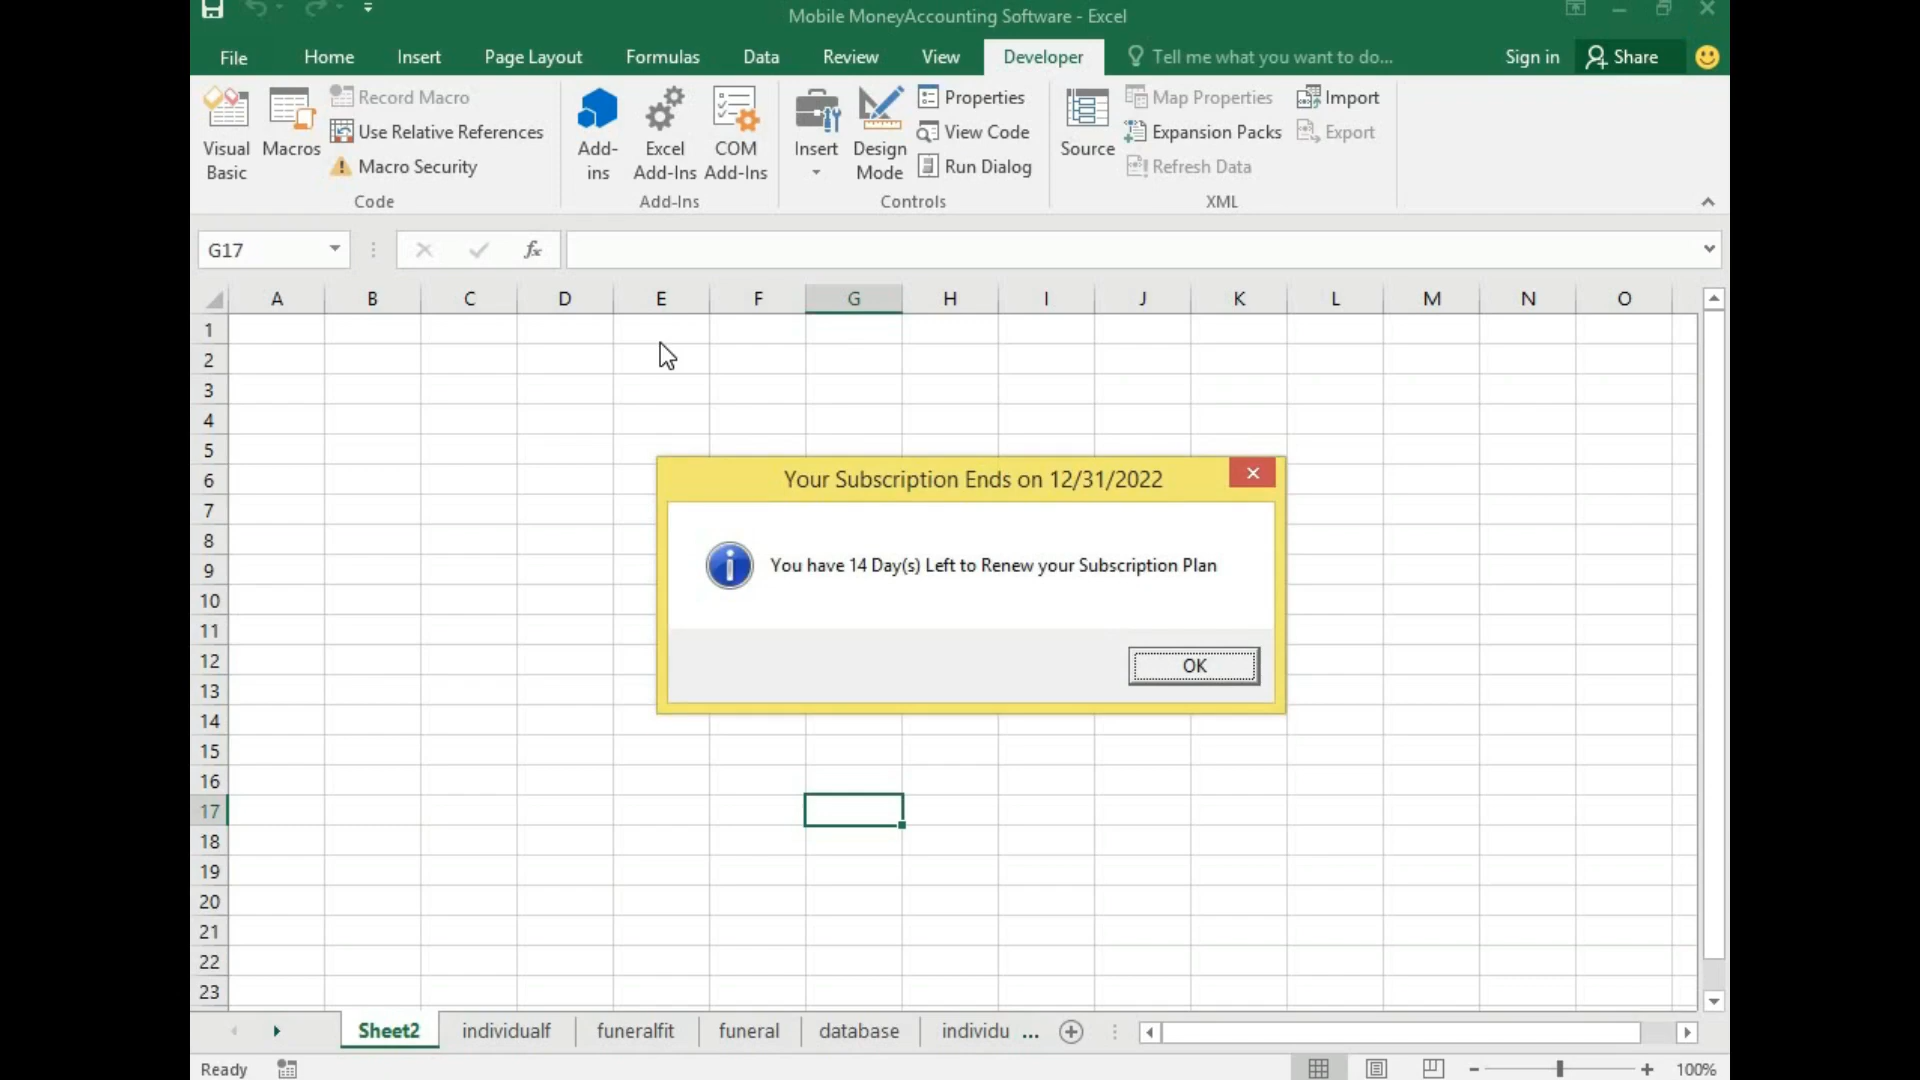 Mobile MoneyAccounting Software - Excel
File Home Insert Page Layout Formulas Data Review View Developer Tell me what you want to do... Sign in Share
Visual Basic
Macros
Record Macro
Use Relative References
Macro Security
Code
Add-ins
Excel Add-Ins
COM Add-Ins
Add-Ins
Insert
Design Mode
Properties
View Code
Run Dialog
Controls
Source
Map Properties
Expansion Packs
Refresh Data
Import
Export
XML
G17 fx
A B C D E F G H I J K L M N O
1
2
3
4
5
6
7
8
9
10
11
12
13
14
15
16
17
18
19
20
21
22
23
Your Subscription Ends on 12/31/2022
You have 14 Day(s) Left to Renew your Subscription Plan
OK
Sheet2 individualf funeralfit funeral database individu ...
Ready 100%